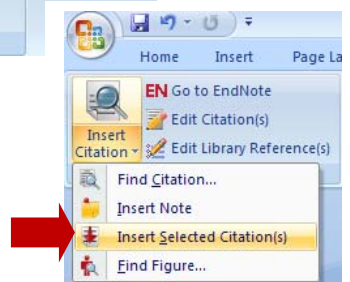 Home Insert Page La
EN Go to EndNote
Edit Citation(s)
Insert Citation
Edit Library Reference(s)
Find Citation...
Insert Note
Insert Selected Citation(s)
Find Figure...